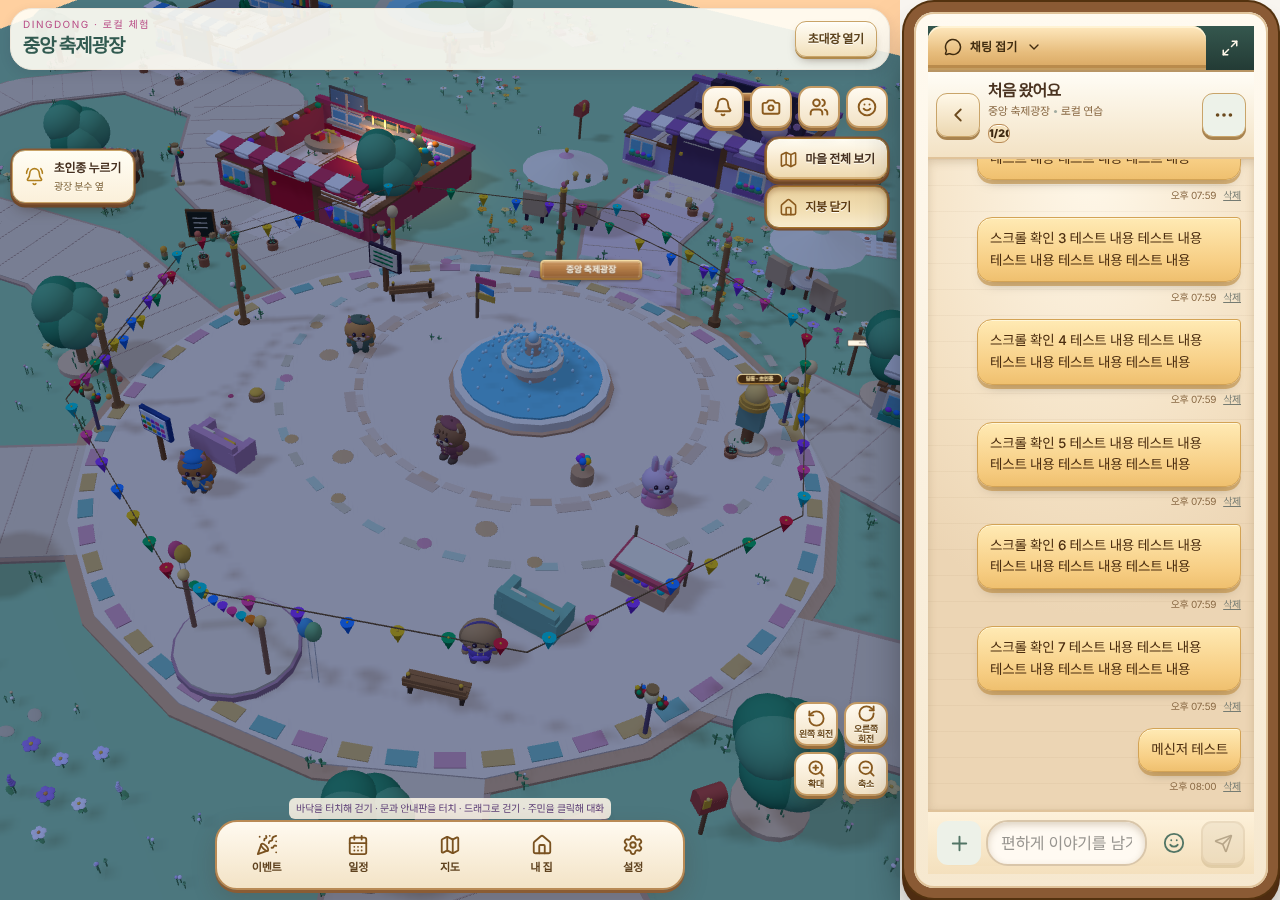 DINGDONG · 로컬 체험
중앙 축제광장
초대장 열기
초인종 누르기
광장 분수 옆
마을 전체 보기
지붕 닫기
중앙 축제광장
왼쪽 회전
오른쪽
회전
확대
축소
바닥을 터치해 걷기 · 문과 안내판을 터치 · 드래그로 걷기 · 주민을 클릭해 대화
이벤트
일정
지도
내 집
설정
채팅 접기
처음 왔어요
중앙 축제광장 • 로컬 연습
테스트 내용 테스트 내용 테스트 내용
오후 07:59 삭제
스크롤 확인 3 테스트 내용 테스트 내용
테스트 내용 테스트 내용 테스트 내용
오후 07:59 삭제
스크롤 확인 4 테스트 내용 테스트 내용
테스트 내용 테스트 내용 테스트 내용
오후 07:59 삭제
스크롤 확인 5 테스트 내용 테스트 내용
테스트 내용 테스트 내용 테스트 내용
오후 07:59 삭제
스크롤 확인 6 테스트 내용 테스트 내용
테스트 내용 테스트 내용 테스트 내용
오후 07:59 삭제
스크롤 확인 7 테스트 내용 테스트 내용
테스트 내용 테스트 내용 테스트 내용
오후 07:59 삭제
메신저 테스트
오후 08:00 삭제
편하게 이야기를 남기